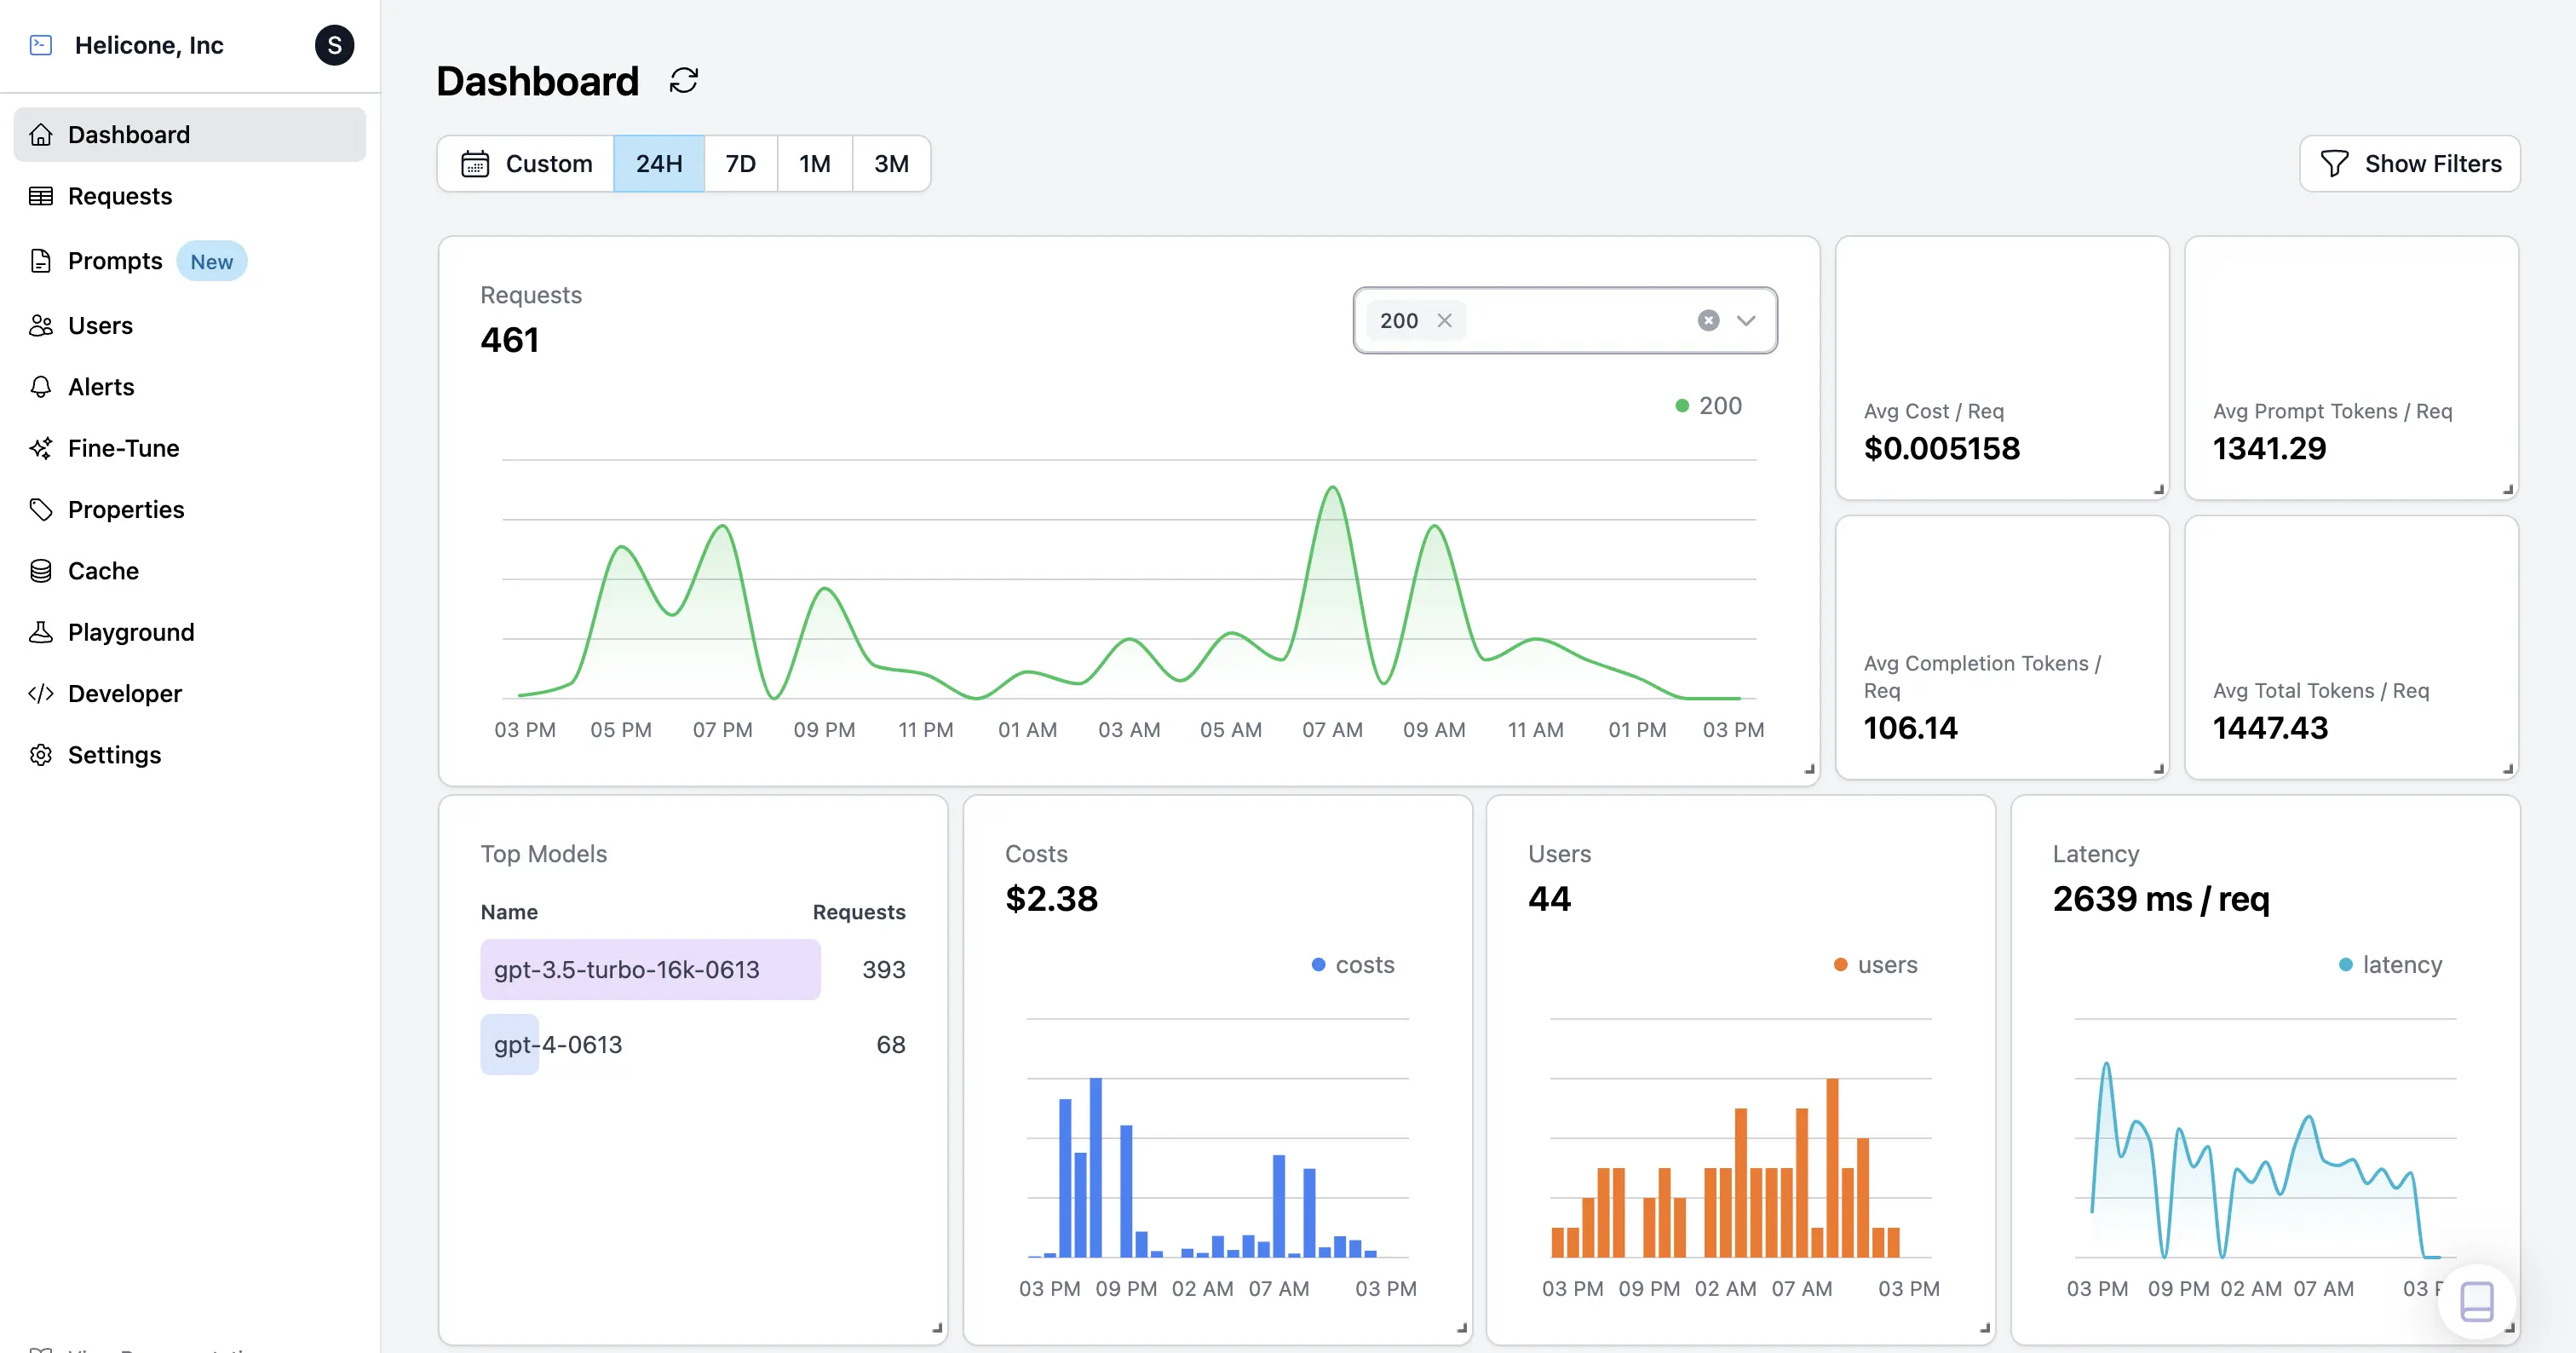 Helicone, Inc
S
Dashboard
Requests
Prompts New
Users
Alerts
Fine-Tune
Properties
Cache
Playground
Developer
Settings
Dashboard
Custom 24H 7D 1M 3M
Show Filters
Requests
461
200
200
03 PM 05 PM 07 PM 09 PM 11 PM 01 AM 03 AM 05 AM 07 AM 09 AM 11 AM 01 PM 03 PM
Avg Cost / Req
$0.005158
Avg Prompt Tokens / Req
1341.29
Avg Completion Tokens /
Req
106.14
Avg Total Tokens / Req
1447.43
Top Models
Name Requests
gpt-3.5-turbo-16k-0613 393
gpt-4-0613 68
Costs
$2.38
costs
03 PM 09 PM 02 AM 07 AM 03 PM
Users
44
users
03 PM 09 PM 02 AM 07 AM 03 PM
Latency
2639 ms / req
latency
03 PM 09 PM 02 AM 07 AM 03